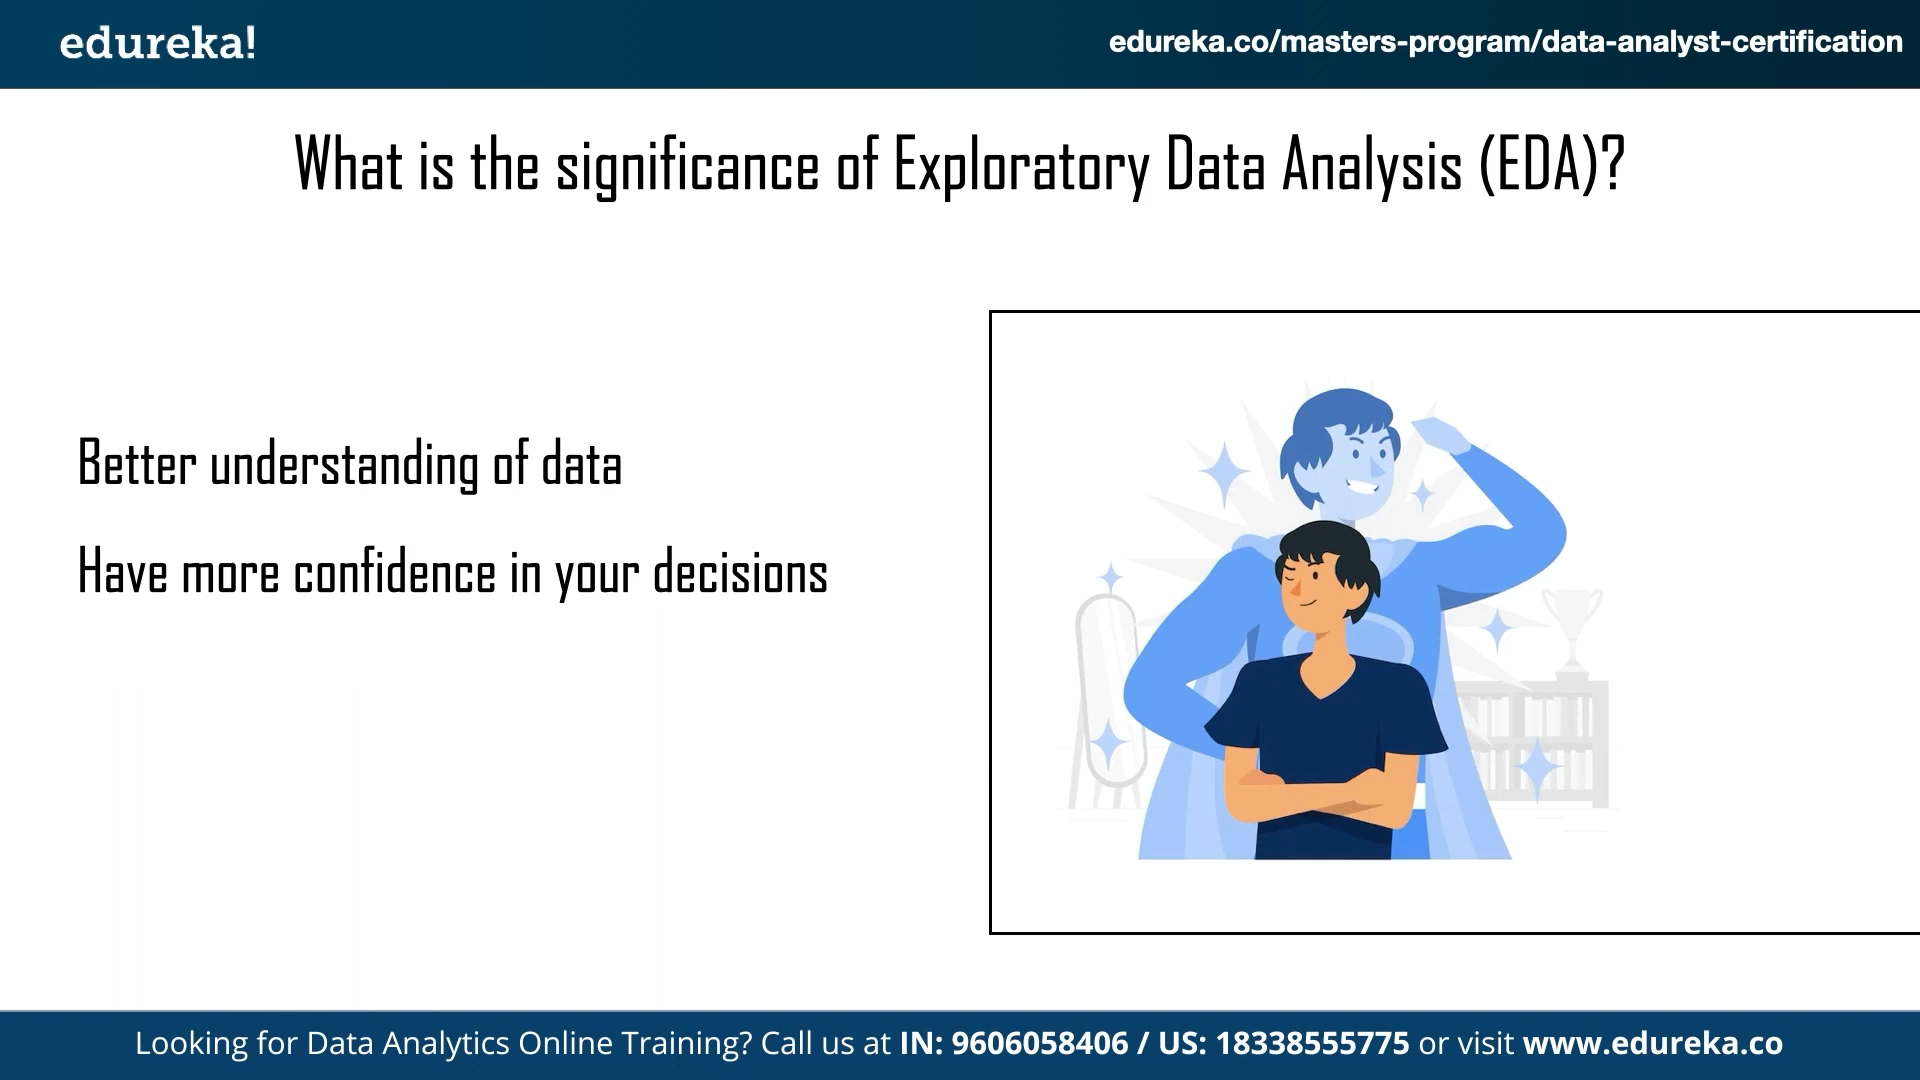 edureka!
edureka.co/masters-program/data-analyst-certification
What is the significance of Exploratory Data Analysis (EDA)?
Better understanding of data
Have more confidence in your decisions
Looking for Data Analytics Online Training? Call us at IN: 9606058406 / US: 18338555775 or visit www.edureka.co